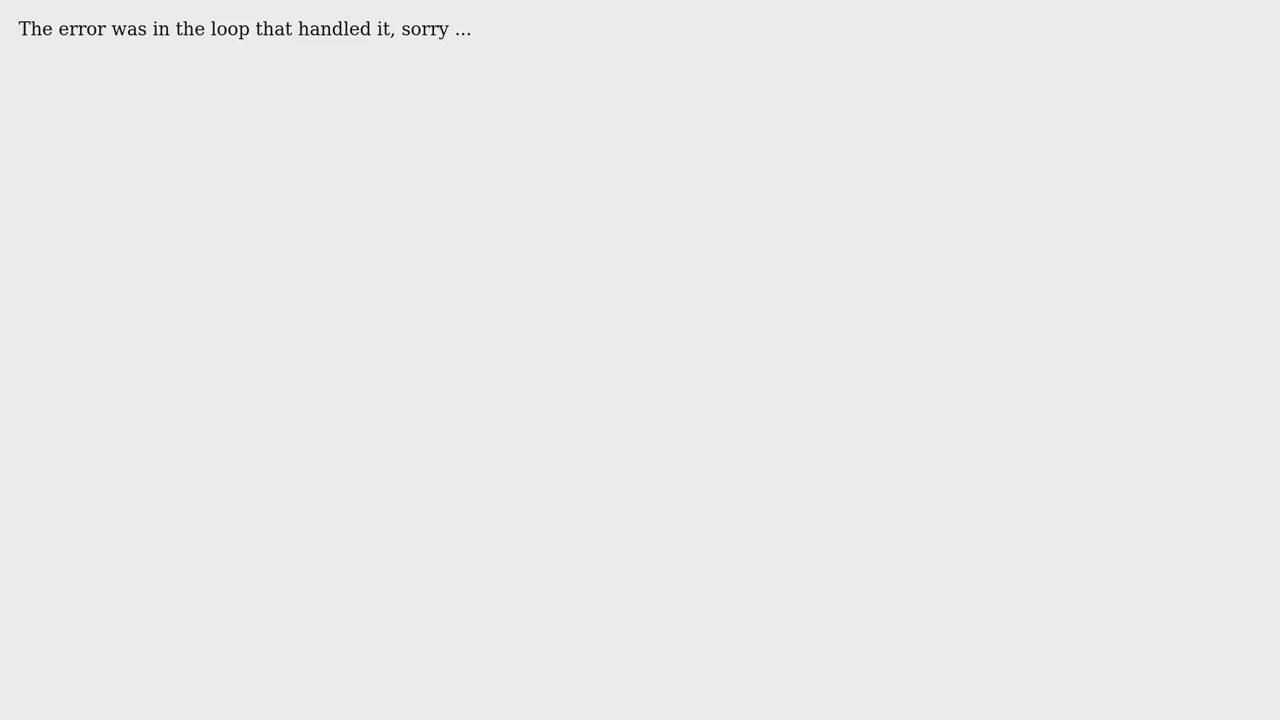 The error was in the loop that handled it, sorry ...